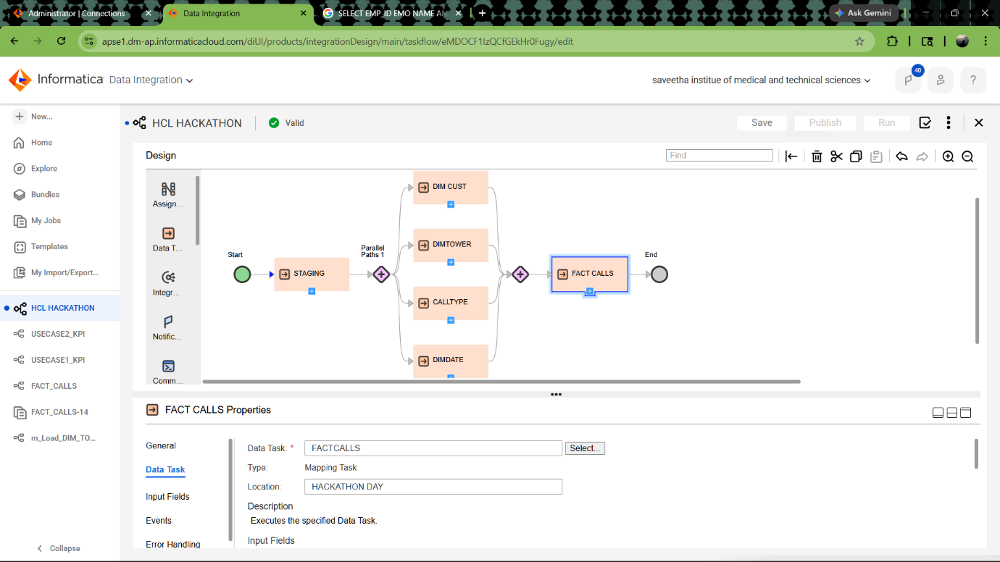 Administrator | Connections
Data Integration
SELECT EMP_ID EMO NAME AN
Ask Gemini
apse1.dm-ap.informaticacloud.com/diUI/products/integrationDesign/main/taskflow/eMDOCF1lzQCfGEkHr0Fugy/edit
Informatica Data Integration
saveetha institue of medical and technical sciences
40
?
New...
Home
Explore
Bundles
My Jobs
Templates
My Import/Export...
HCL HACKATHON
USECASE2_KPI
USECASE1_KPI
FACT_CALLS
FACT_CALLS-14
m_Load_DIM_TO...
Collapse
HCL HACKATHON
Valid
Save
Publish
Run
Design
Find
Assign...
Data T...
Integr...
Notific...
Comm...
Start
STAGING
Parallel
Paths 1
DIM CUST
DIMTOWER
CALLTYPE
DIMDATE
FACT CALLS
End
FACT CALLS Properties
General
Data Task
Input Fields
Events
Error Handling
Data Task: * FACTCALLS Select...
Type: Mapping Task
Location: HACKATHON DAY
Description
Executes the specified Data Task.
Input Fields